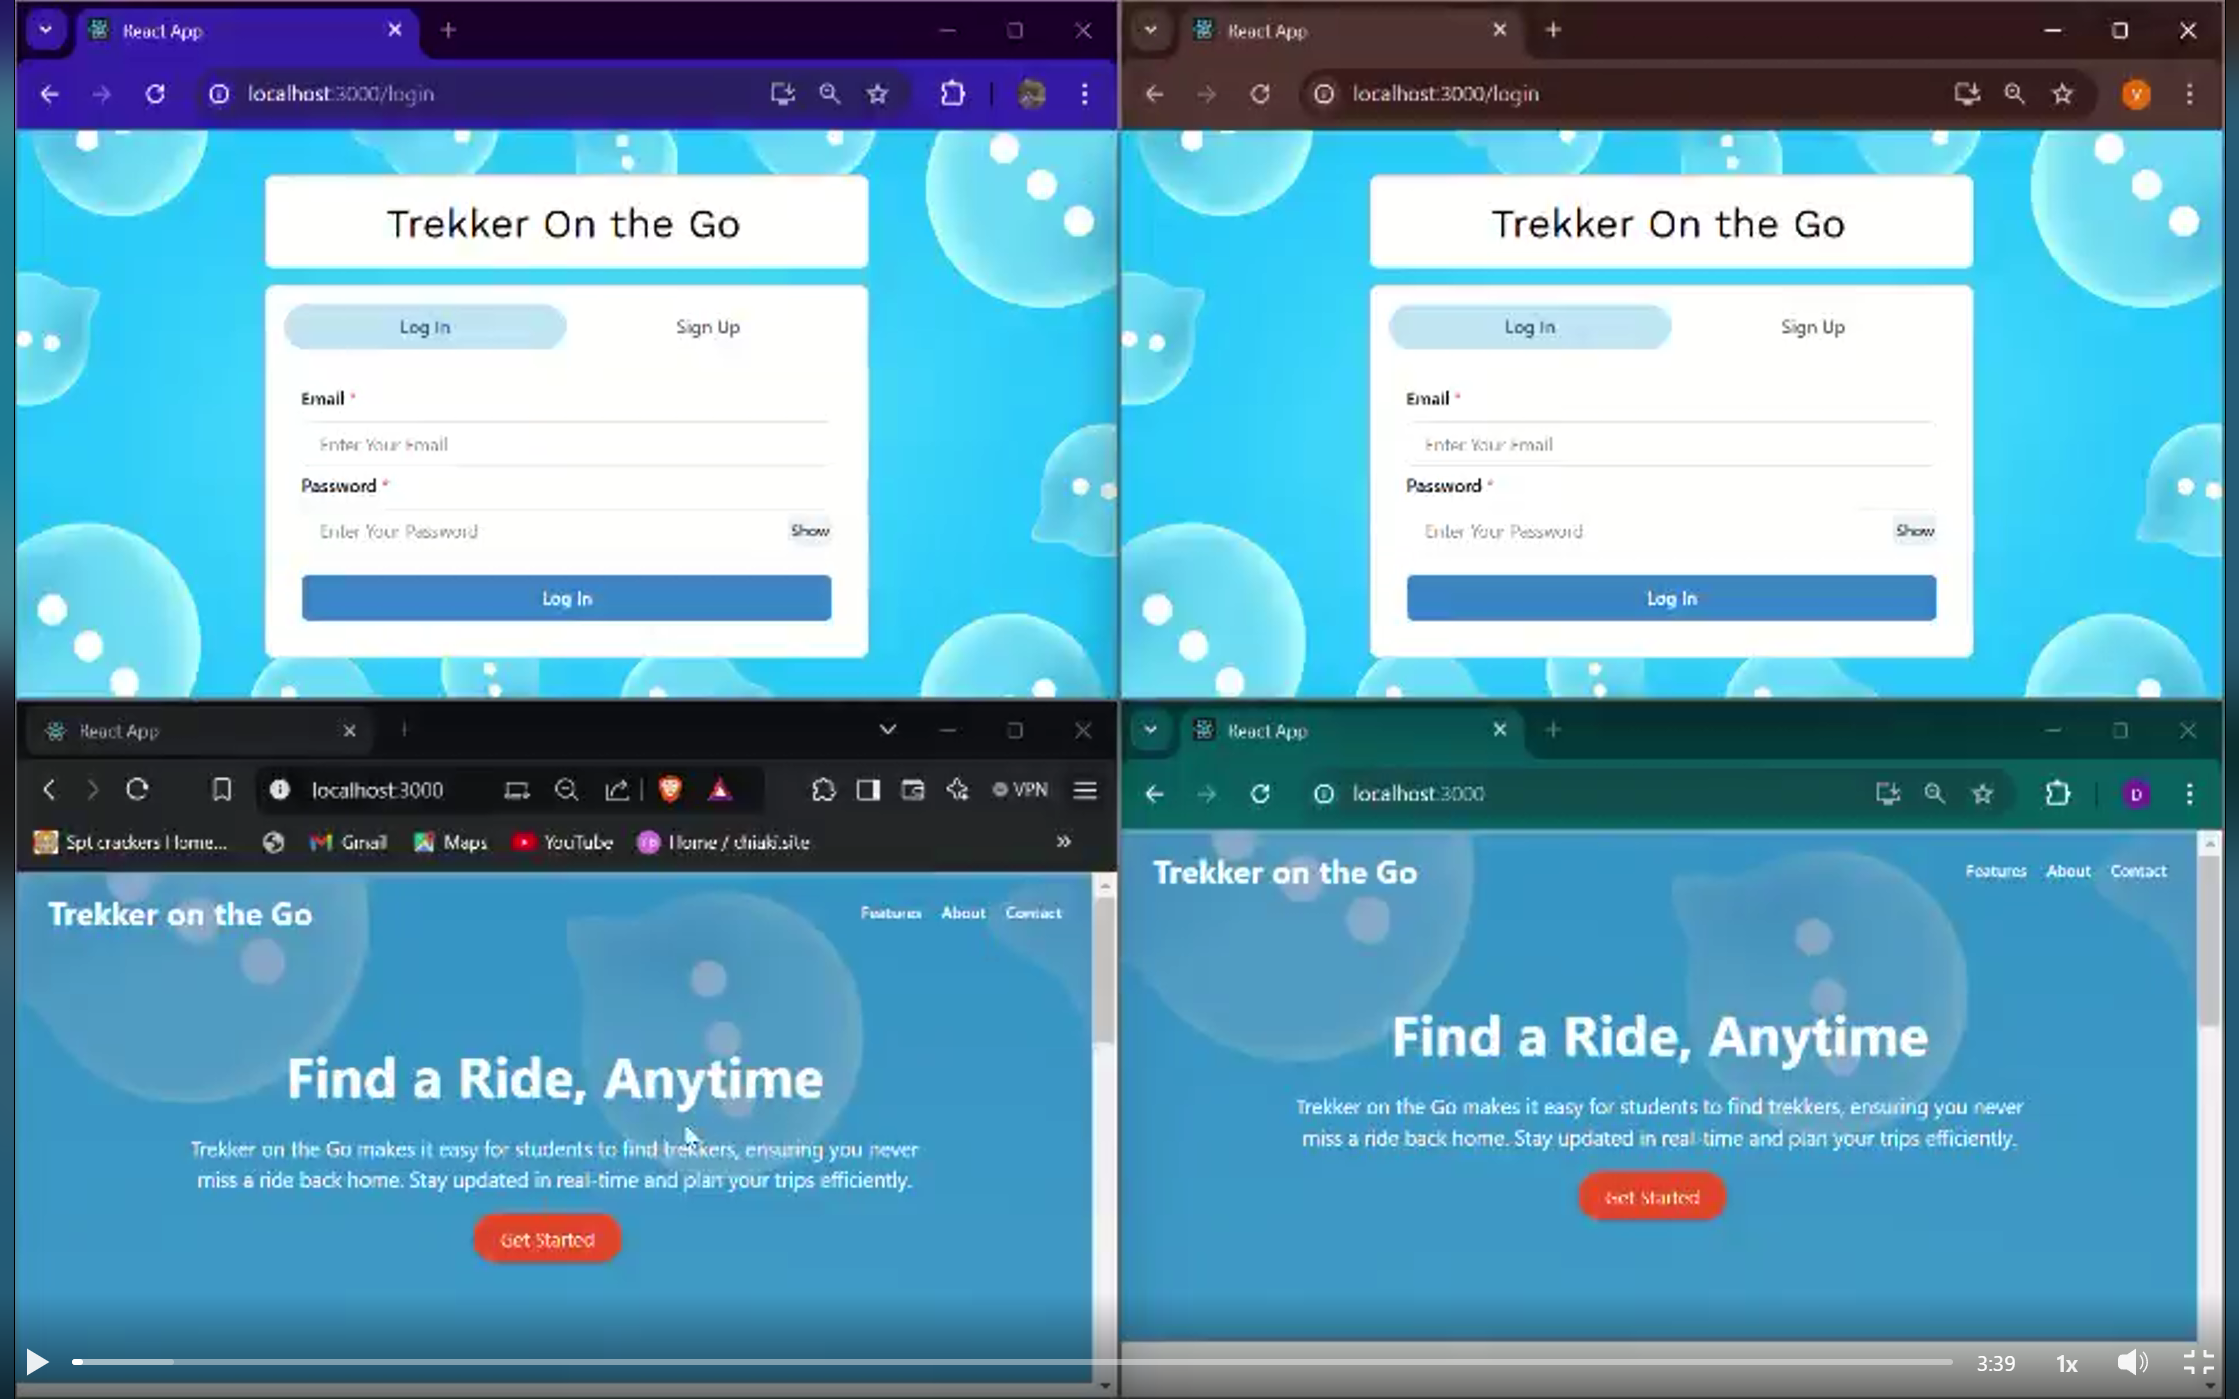 React App
localhost:3000/login
Trekker On the Go
Log In
Sign Up
Email *
Enter Your Email
Password *
Enter Your Password
Show
Log In
React App
localhost:3000/login
Y
Trekker On the Go
Log In
Sign Up
Email *
Enter Your Email
Password *
Enter Your Password
Show
Log In
React App
localhost:3000
VPN
Spt crackers Home...
Gmail
Maps
YouTube
Home / chiaki.site
»
Trekker on the Go
Features
About
Contact
Find a Ride, Anytime
Trekker on the Go makes it easy for students to find trekkers, ensuring you never
miss a ride back home. Stay updated in real-time and plan your trips efficiently.
Get Started
React App
localhost:3000
D
Trekker on the Go
Features
About
Contact
Find a Ride, Anytime
Trekker on the Go makes it easy for students to find trekkers, ensuring you never
miss a ride back home. Stay updated in real-time and plan your trips efficiently.
Get Started
3:39
1x